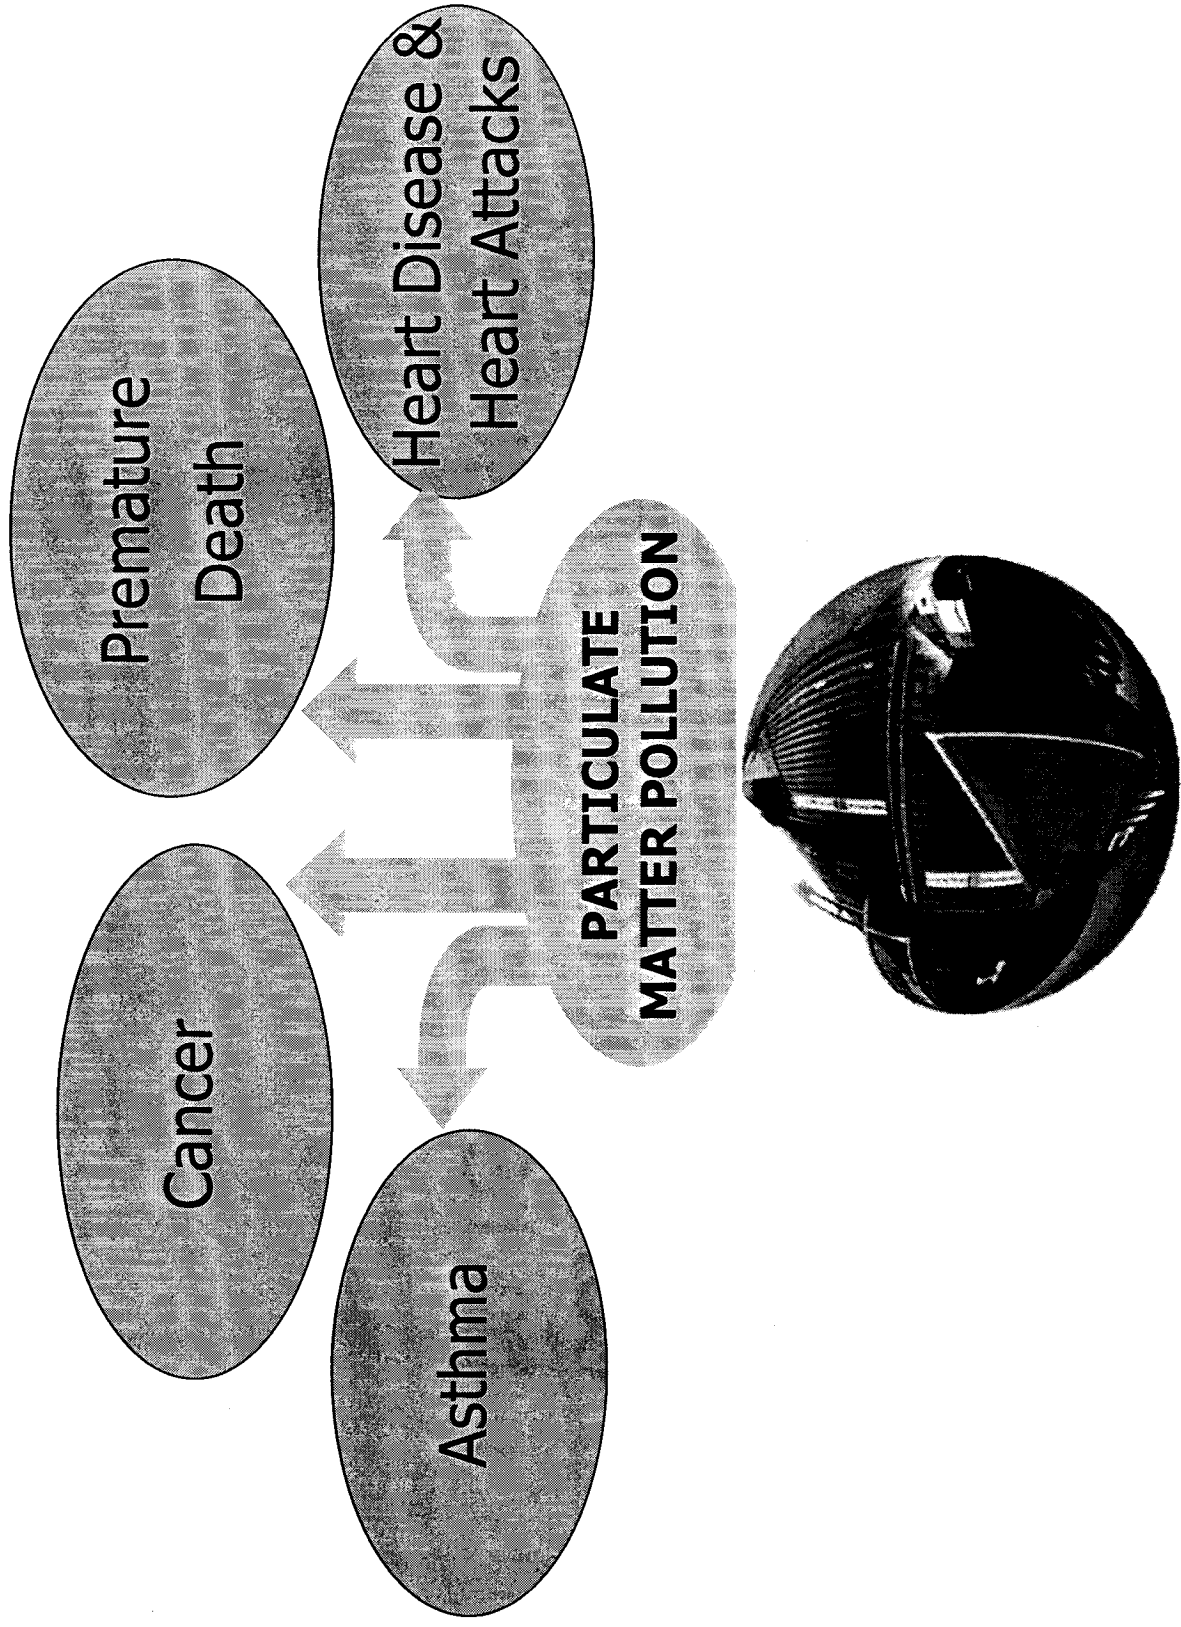 Asthma
Cancer
Premature
Death
Heart Disease &
Heart Attacks
PARTICULATE
MATTER POLLUTION